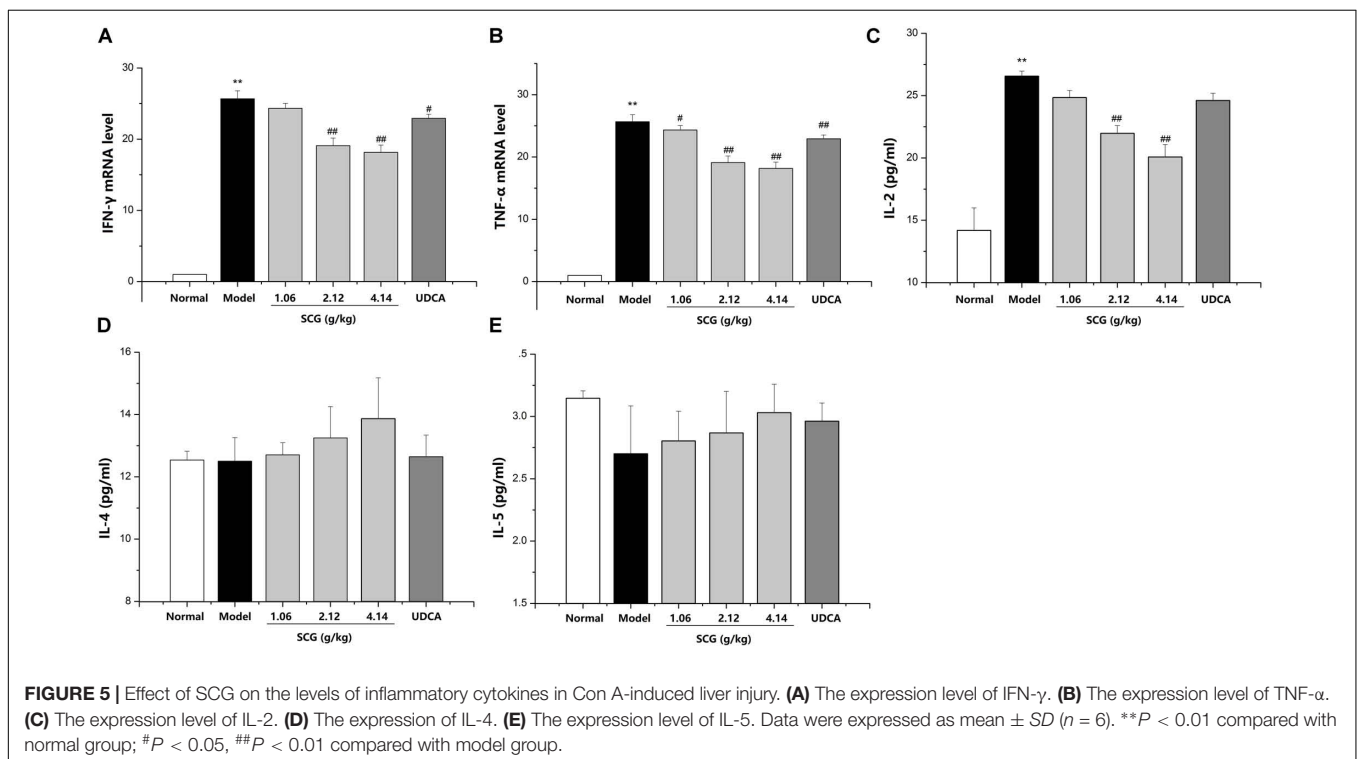 A
IFN-γ mRNA level
30
20
10
0
**
##
##
#
Normal Model 1.06 2.12 4.14 UDCA
SCG (g/kg)
B
TNF-α mRNA level
30
20
10
0
**
#
##
##
##
Normal Model 1.06 2.12 4.14 UDCA
SCG (g/kg)
C
IL-2 (pg/ml)
30
25
20
15
10
**
##
##
Normal Model 1.06 2.12 4.14 UDCA
SCG (g/kg)
D
IL-4 (pg/ml)
16
14
12
10
8
Normal Model 1.06 2.12 4.14 UDCA
SCG (g/kg)
E
IL-5 (pg/ml)
.5
3.0
2.5
2.0
1.5
Normal Model 1.06 2.12 4.14 UDCA
SCG (g/kg)
FIGURE 5 | Effect of SCG on the levels of inflammatory cytokines in Con A-induced liver injury. (A) The expression level of IFN-γ. (B) The expression level of TNF-α.
(C) The expression level of IL-2. (D) The expression of IL-4. (E) The expression level of IL-5. Data were expressed as mean ± SD (n = 6). **P < 0.01 compared with
normal group; #P < 0.05, ##P < 0.01 compared with model group.